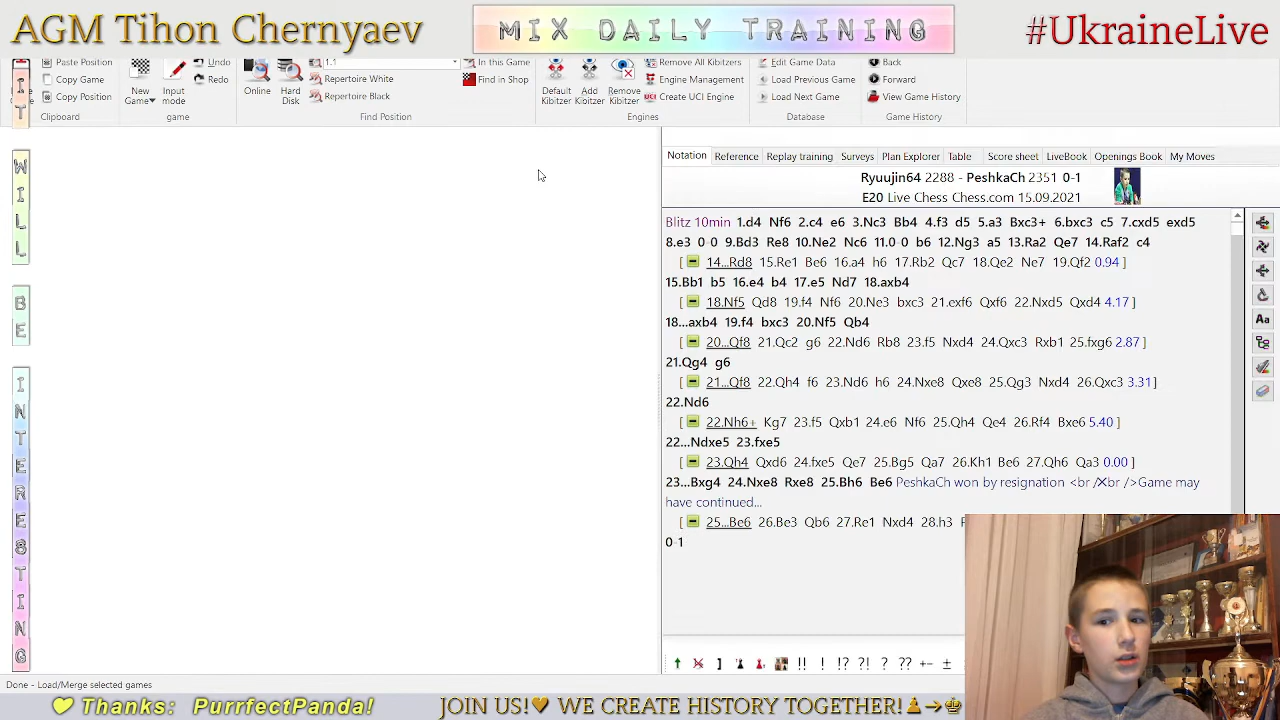 AGM Tihon Chernyaev
MIX DAILY TRAINING
#UkraineLive
IT WILL BE INTERESTING
Paste Position
Copy Game
Copy Position
Clipboard
New Game
Input mode
Undo
Redo
game
Online
Hard Disk
1.1
Repertoire White
Repertoire Black
In this Game
Find in Shop
Find Position
Default Kibitzer
Add Kibitzer
Remove Kibitzer
Remove All Kibitzers
Engine Management
Create UCI Engine
Engines
Edit Game Data
Load Previous Game
Load Next Game
Database
Back
Forward
View Game History
Game History
Notation Reference Replay training Surveys Plan Explorer Table Score sheet LiveBook Openings Book My Moves
Ryuujin64 2288 - PeshkaCh 2351 0-1
E20 Live Chess Chess.com 15.09.2021
Blitz 10min 1.d4 Nf6 2.c4 e6 3.Nc3 Bb4 4.f3 d5 5.a3 Bxc3+ 6.bxc3 c5 7.cxd5 exd5
8.e3 0-0 9.Bd3 Re8 10.Ne2 Nc6 11.0-0 b6 12.Ng3 a5 13.Ra2 Qe7 14.Raf2 c4
[ 14...Rd8 15.Re1 Be6 16.a4 h6 17.Rb2 Qc7 18.Qe2 Ne7 19.Qf2 0.94 ]
15.Bb1 b5 16.e4 b4 17.e5 Nd7 18.axb4
[ 18.Nf5 Qd8 19.f4 Nf6 20.Ne3 bxc3 21.exf6 Qxf6 22.Nxd5 Qxd4 4.17 ]
18...axb4 19.f4 bxc3 20.Nf5 Qb4
[ 20...Qf8 21.Qc2 g6 22.Nd6 Rb8 23.f5 Nxd4 24.Qxc3 Rxb1 25.fxg6 2.87 ]
21.Qg4 g6
[ 21...Qf8 22.Qh4 f6 23.Nd6 h6 24.Nxe8 Qxe8 25.Qg3 Nxd4 26.Qxc3 3.31 ]
22.Nd6
[ 22.Nh6+ Kg7 23.f5 Qxb1 24.e6 Nf6 25.Qh4 Qe4 26.Rf4 Bxe6 5.40 ]
22...Ndxe5 23.fxe5
[ 23.Qh4 Qxd6 24.fxe5 Qe7 25.Bg5 Qa7 26.Kh1 Be6 27.Qh6 Qa3 0.00 ]
23...Bxg4 24.Nxe8 Rxe8 25.Bh6 Be6 PeshkaCh won by resignation <br /><br />Game may
have continued...
[ 25...Be6 26.Be3 Qb6 27.Re1 Nxd4 28.h3
0-1
Aa
] !! ! !? ?! ? ?? +- ±
Done - Load/Merge selected games
Thanks: PurrfectPanda!
JOIN US!♥ WE CREATE HISTORY TOGETHER!♟→♚